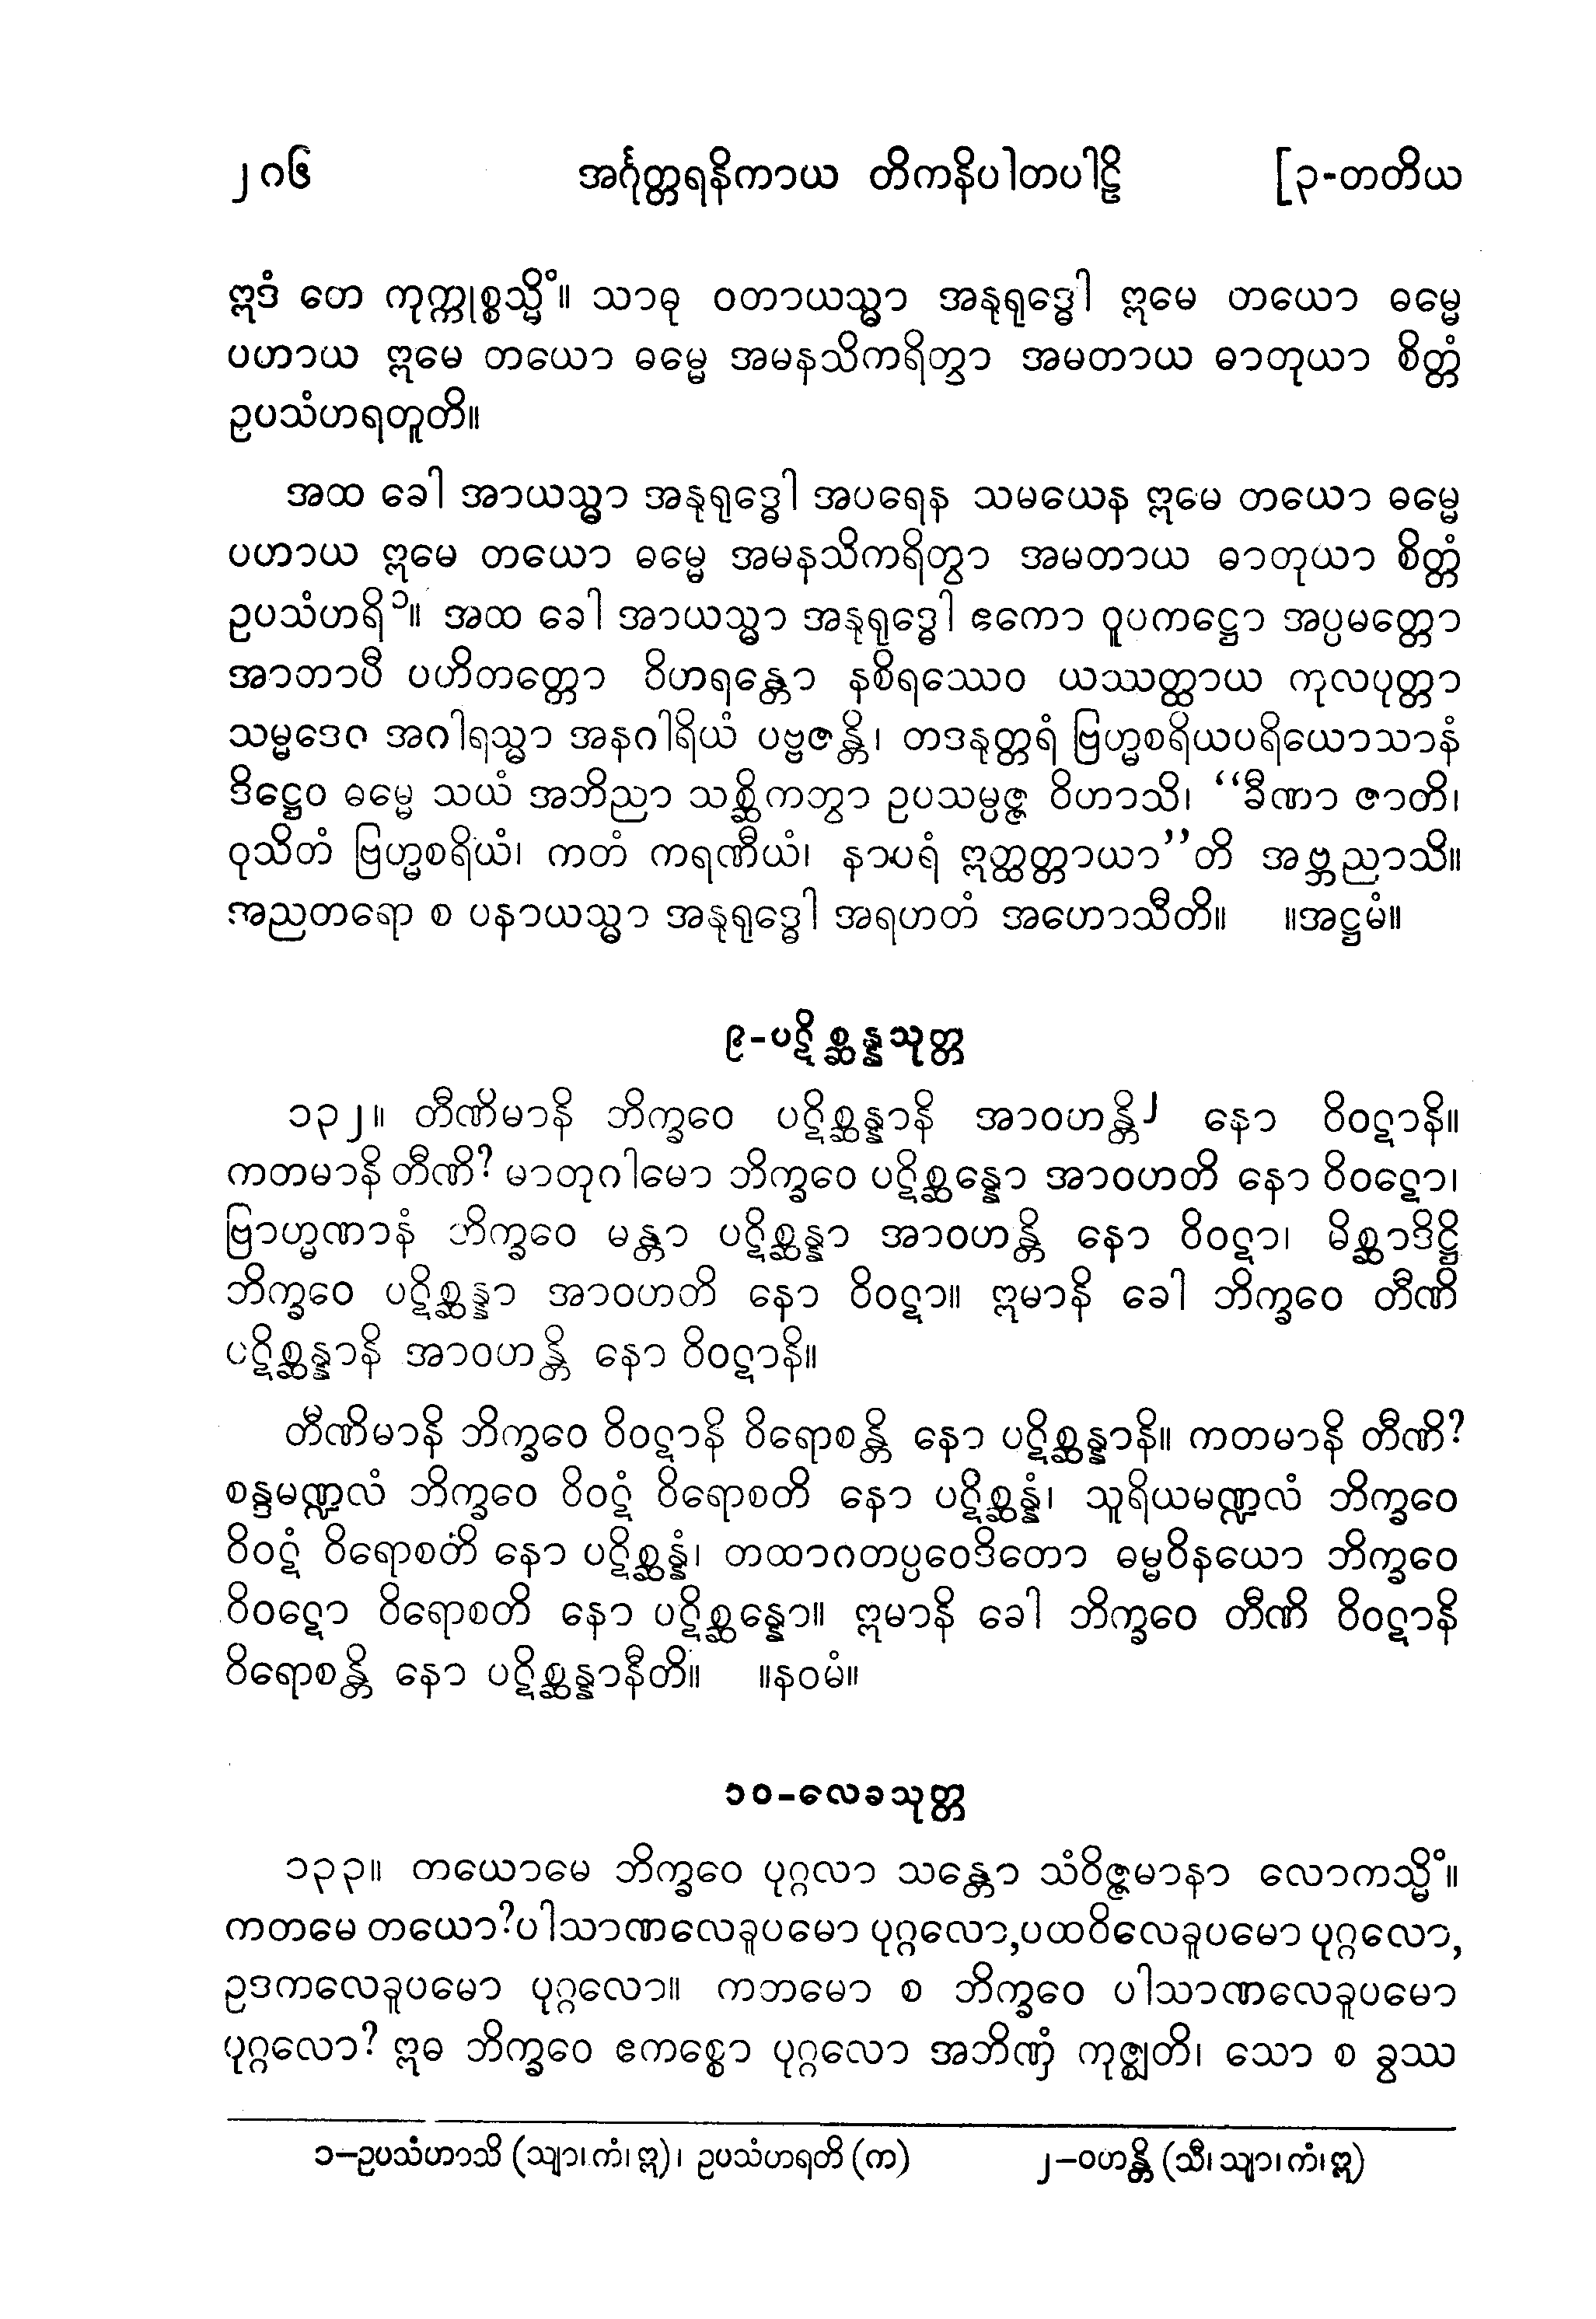 ၂၈၆ အင်္ဂုတ္တရနိကာယ တိကနိပါတပါဠိ [၃-တတိယ
ဣဒံ တေ ကုက္ကုစ္စသ္မိံ။ သာဓု ဝတာယသ္မာ အနုရုဒ္ဓေါ ဣမေ တယော ဓမ္မေ
ပဟာယ ဣမေ တယော ဓမ္မေ အမနသိကရိတွာ အမတာယ ဓာတုယာ စိတ္တံ
ဥပသံဟရတူတိ။
အထ ခေါ အာယသ္မာ အနုရုဒ္ဓေါ အပရေန သမယေန ဣမေ တယော ဓမ္မေ
ပဟာယ ဣမေ တယော ဓမ္မေ အမနသိကရိတွာ အမတာယ ဓာတုယာ စိတ္တံ
ဥပသံဟရိ၁။ အထ ခေါ အာယသ္မာ အနုရုဒ္ဓေါ ဧကော ဝူပကဋ္ဌော အပ္ပမတ္တော
အာတာပီ ပဟိတတ္တော ဝိဟရန္တော နစိရဿေဝ ယဿတ္ထာယ ကုလပုတ္တာ
သမ္မဒေဝ အဂါရသ္မာ အနဂါရိယံ ပဗ္ဗဇန္တိ၊ တဒနုတ္တရံ ဗြဟ္မစရိယပရိယောသာနံ
ဒိဋ္ဌေဝ ဓမ္မေ သယံ အဘိညာ သစ္ဆိကတွာ ဥပသမ္ပဇ္ဇ ဝိဟာသိ၊ “ခီဏာ ဇာတိ၊
ဝုသိတံ ဗြဟ္မစရိယံ၊ ကတံ ကရဏီယံ၊ နာပရံ ဣတ္ထတ္တာယာ”တိ အဗ္ဘညာသိ။
အညတရော စ ပနာယသ္မာ အနုရုဒ္ဓေါ အရဟတံ အဟောသီတိ။ ။အဋ္ဌမံ။
၉-ပဋိစ္ဆန္နသုတ္တ
၁၃၂။ တီဏိမာနိ ဘိက္ခဝေ ပဋိစ္ဆန္နာနိ အာဝဟန္တိ၂ နော ဝိဝဋာနိ။
ကတမာနိ တီဏိ? မာတုဂါမော ဘိက္ခဝေ ပဋိစ္ဆန္နော အာဝဟတိ နော ဝိဝဋော၊
ဗြာဟ္မဏာနံ ဘိက္ခဝေ မန္တာ ပဋိစ္ဆန္နာ အာဝဟန္တိ နော ဝိဝဋာ၊ မိစ္ဆာဒိဋ္ဌိ
ဘိက္ခဝေ ပဋိစ္ဆန္နာ အာဝဟတိ နော ဝိဝဋာ။ ဣမာနိ ခေါ ဘိက္ခဝေ တီဏိ
ပဋိစ္ဆန္နာနိ အာဝဟန္တိ နော ဝိဝဋာနိ။
တီဏိမာနိ ဘိက္ခဝေ ဝိဝဋာနိ ဝိရောစန္တိ နော ပဋိစ္ဆန္နာနိ။ ကတမာနိ တီဏိ?
စန္ဒမဏ္ဍလံ ဘိက္ခဝေ ဝိဝဋံ ဝိရောစတိ နော ပဋိစ္ဆန္နံ၊ သူရိယမဏ္ဍလံ ဘိက္ခဝေ
ဝိဝဋံ ဝိရောစတိ နော ပဋိစ္ဆန္နံ၊ တထာဂတပ္ပဝေဒိတော ဓမ္မဝိနယော ဘိက္ခဝေ
ဝိဝဋော ဝိရောစတိ နော ပဋိစ္ဆန္နော။ ဣမာနိ ခေါ ဘိက္ခဝေ တီဏိ ဝိဝဋာနိ
ဝိရောစန္တိ နော ပဋိစ္ဆန္နာနီတိ။ ။နဝမံ။
၁၀-လေခသုတ္တ
၁၃၃။ တယောမေ ဘိက္ခဝေ ပုဂ္ဂလာ သန္တော သံဝိဇ္ဇမာနာ လောကသ္မိံ။
ကတမေ တယော?ပါသာဏလေခူပမော ပုဂ္ဂလော,ပထဝိလေခူပမော ပုဂ္ဂလော,
ဥဒကလေခူပမော ပုဂ္ဂလော။ ကတမော စ ဘိက္ခဝေ ပါသာဏလေခူပမော
ပုဂ္ဂလော? ဣဓ ဘိက္ခဝေ ဧကစ္စော ပုဂ္ဂလော အဘိဏှံ ကုဇ္ဈတိ၊ သော စ ခွဿ
၁–ဥပသံဟာသိ (သျာ၊ ကံ၊ ဣ)၊ ဥပသံဟရတိ (က) ၂–ဝဟန္တိ (သီ၊ သျာ၊ ကံ၊ ဣ)